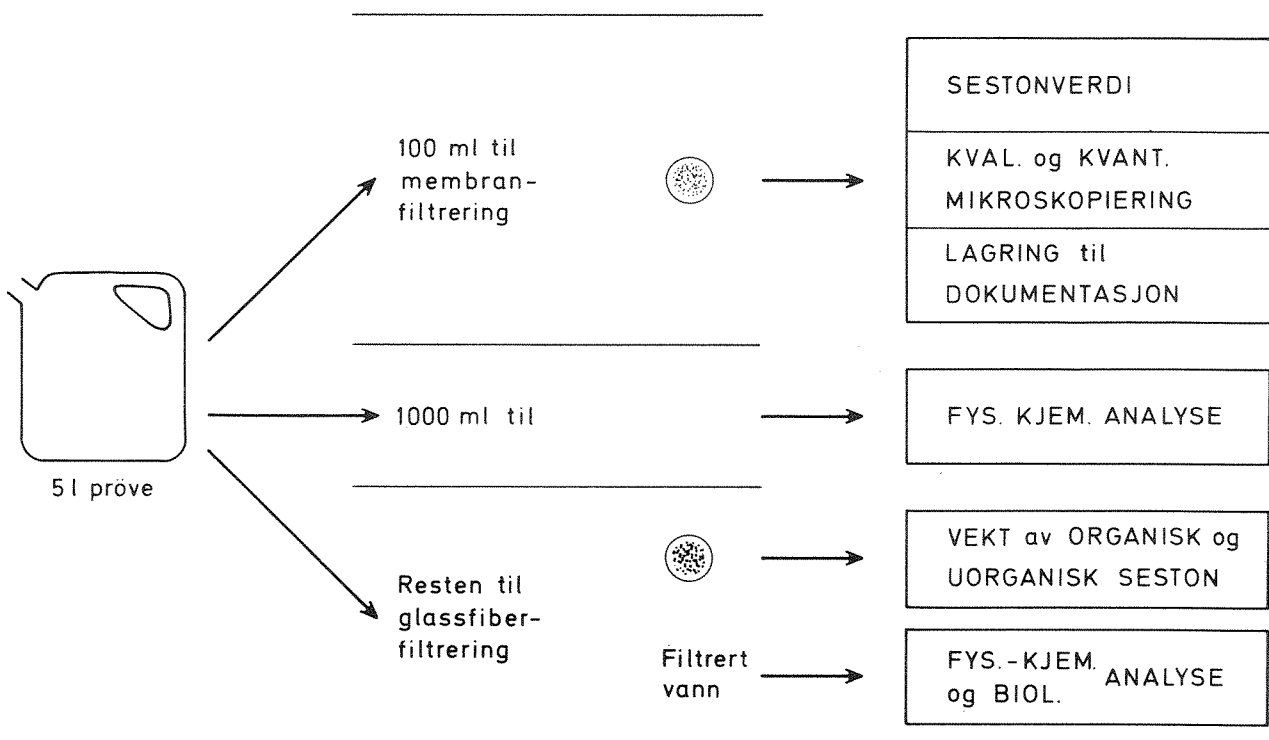 5 l pröve
100 ml til
membran-
filtrering
SESTONVERDI
KVAL. og KVANT.
MIKROSKOPIERING
LAGRING til
DOKUMENTASJON
1000 ml til
FYS. KJEM. ANALYSE
Resten til
glassfiber-
filtrering
VEKT av ORGANISK og
UORGANISK SESTON
Filtrert
vann
FYS.-KJEM.
og BIOL.
ANALYSE